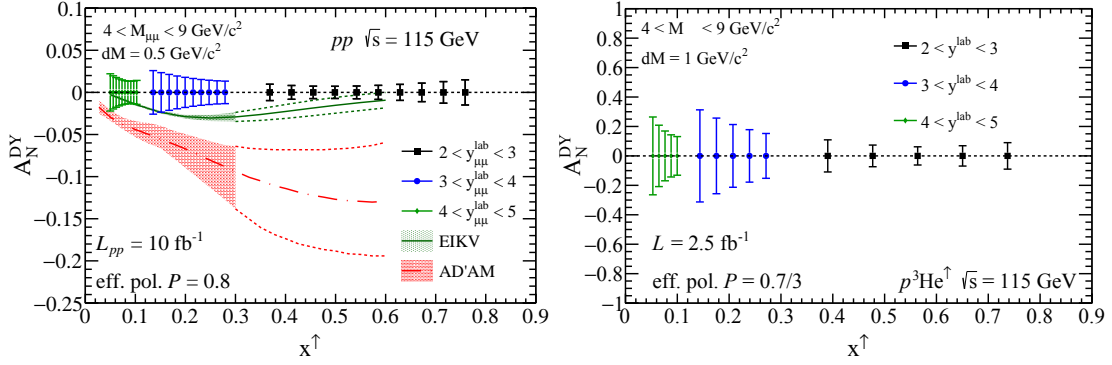 4 < Mμμ < 9 GeV/c²
dM = 0.5 GeV/c²
pp √s = 115 GeV
0.1
0.05
0
−0.05
−0.1
−0.15
−0.2
−0.25
A_N^DY
2 < y_μμ^lab < 3
3 < y_μμ^lab < 4
4 < y_μμ^lab < 5
EIKV
AD'AM
L_pp = 10 fb⁻¹
eff. pol. P = 0.8
0 0.1 0.2 0.3 0.4 0.5 0.6 0.7 0.8 0.9
x↑
4 < M < 9 GeV/c²
dM = 1 GeV/c²
2 < y^lab < 3
3 < y^lab < 4
4 < y^lab < 5
1
0.8
0.6
0.4
0.2
0
−0.2
−0.4
−0.6
−0.8
−1
A_N^DY
L = 2.5 fb⁻¹
eff. pol. P = 0.7/3
p³He↑ √s = 115 GeV
0 0.1 0.2 0.3 0.4 0.5 0.6 0.7 0.8 0.9
x↑